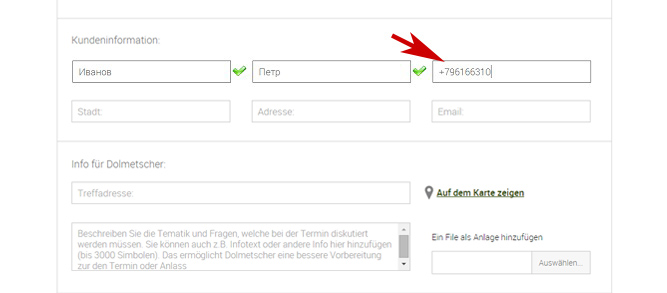 Kundeninformation:
Иванов
Петр
+796166310
Stadt:
Adresse:
Email:
Info für Dolmetscher:
Treffadresse:
Auf dem Karte zeigen
Beschreiben Sie die Tematik und Fragen, welche bei der Termin diskutiert
werden müssen. Sie können auch z.B. Infotext oder andere Info hier hinzufügen
(bis 3000 Simbolen). Das ermöglicht Dolmetscher eine bessere Vorbereitung
zur den Termin oder Anlass
Ein File als Anlage hinzufügen
Auswählen...